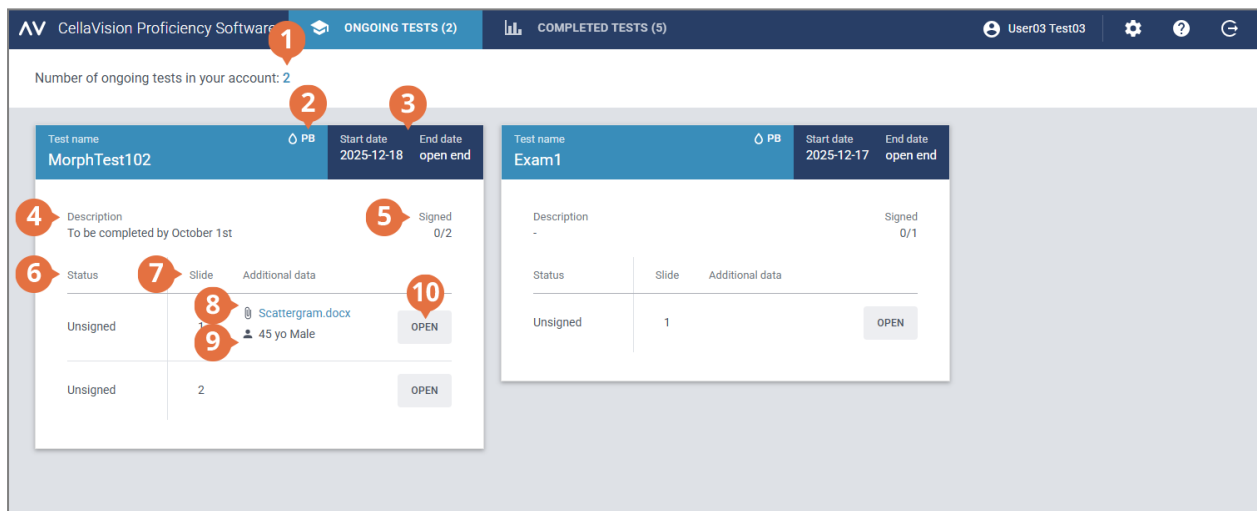 CellaVision Proficiency Software
ONGOING TESTS (2)
COMPLETED TESTS (5)
User03 Test03
1
Number of ongoing tests in your account: 2
2
3
Test name
PB
Start date
End date
MorphTest102
2025-12-18
open end
Test name
PB
Start date
End date
Exam1
2025-12-17
open end
4
Description
5
Signed
To be completed by October 1st
0/2
6
Status
7
Slide
Additional data
8
Scattergram.docx
10
Unsigned
1
OPEN
9
45 yo Male
Unsigned
2
OPEN
Description
Signed
-
0/1
Status
Slide
Additional data
Unsigned
1
OPEN